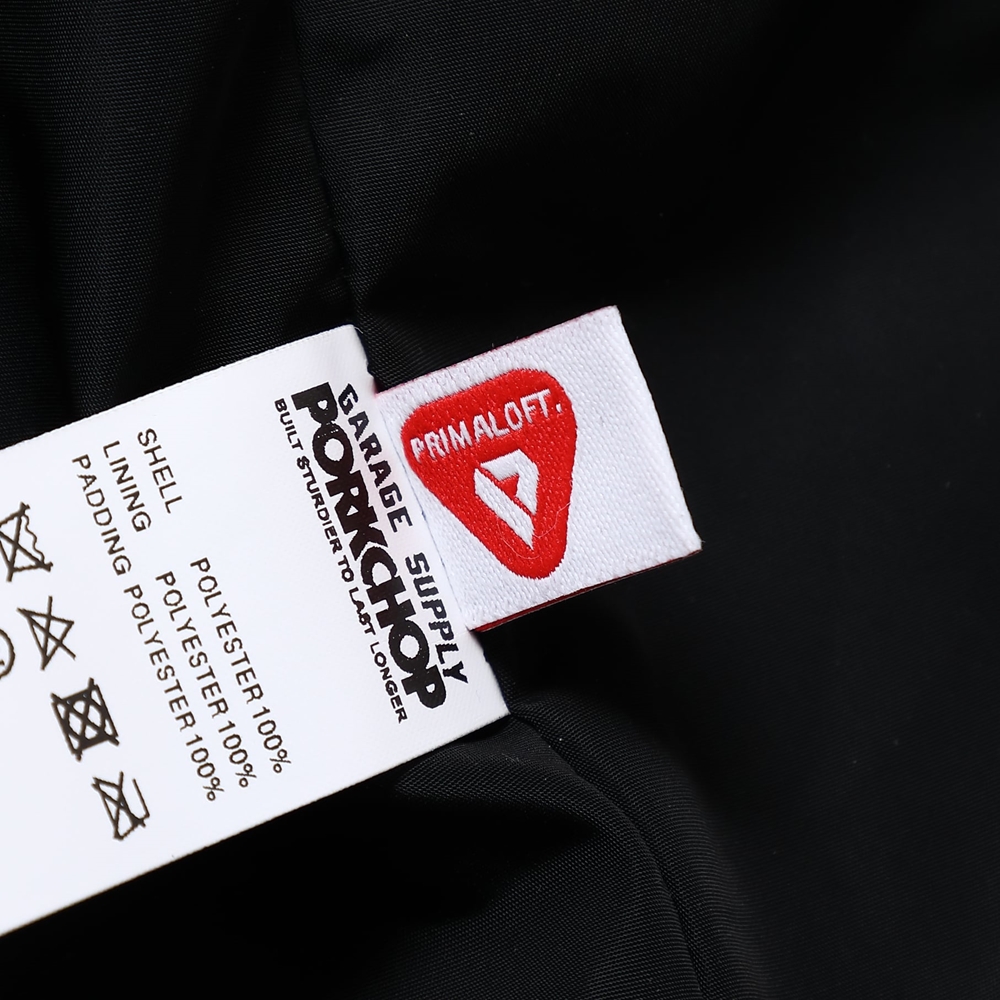 GARAGE SUPPLY
PORKCHOP
BUILT STURDIER TO LAST LONGER
SHELL POLYESTER 100%
LINING POLYESTER 100%
PADDING POLYESTER 100%
PRIMALOFT.